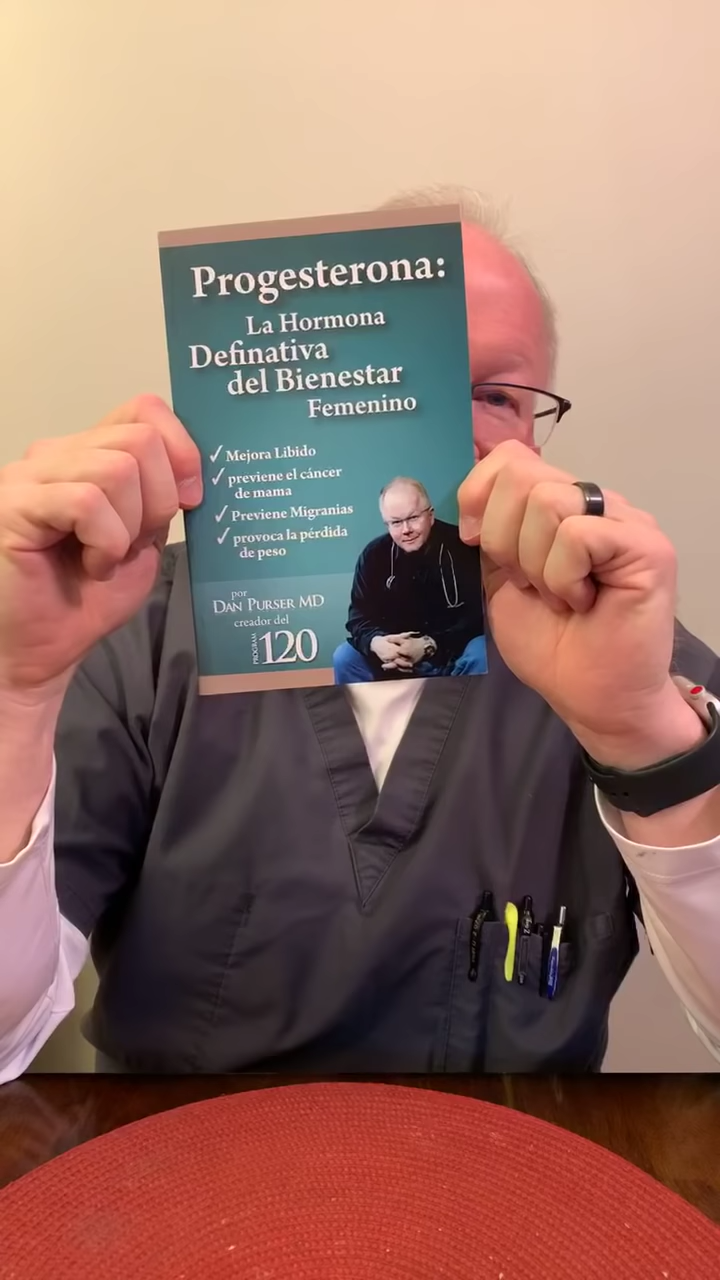 Progesterona:
La Hormona
Definativa
del Bienestar
Femenino
✓ Mejora Libido
✓ previene el cáncer
de mama
✓ Previene Migranias
✓ provoca la pérdida
de peso
por
DAN PURSER MD
creador del
PROGRAM 120